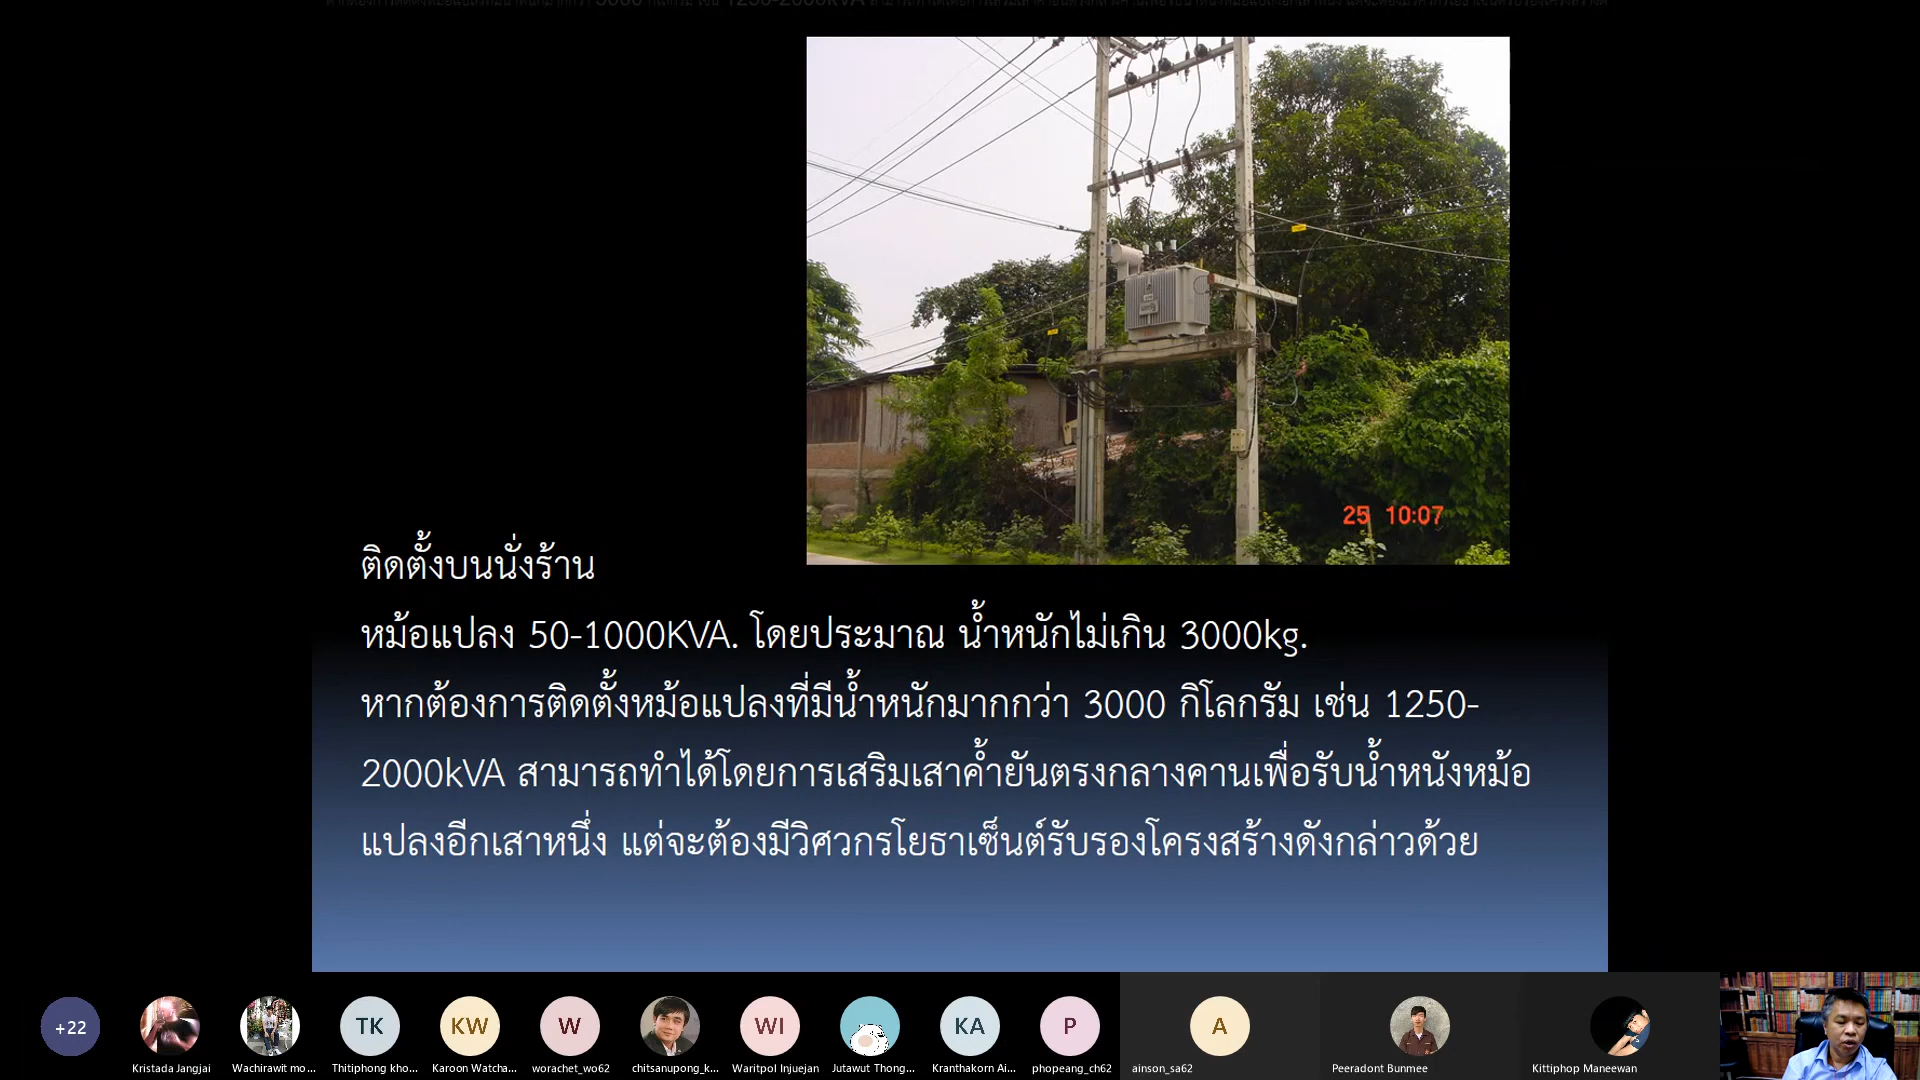 25 10:07
ติดตั้งบนนั่งร้าน
หม้อแปลง 50-1000KVA. โดยประมาณ น้ำหนักไม่เกิน 3000kg.
หากต้องการติดตั้งหม้อแปลงที่มีน้ำหนักมากกว่า 3000 กิโลกรัม เช่น 1250-
2000kVA สามารถทำได้โดยการเสริมเสาค้ำยันตรงกลางคานเพื่อรับน้ำหนังหม้อ
แปลงอีกเสาหนึ่ง แต่จะต้องมีวิศวกรโยธาเซ็นต์รับรองโครงสร้างดังกล่าวด้วย
+22
TK
KW
W
WI
KA
P
A
Kristada Jangjai
Wachirawit mo...
Thitiphong kho...
Karoon Watcha...
worachet_wo62
chitsanupong_k...
Waritpol Injuejan
Jutawut Thong...
Kranthakorn Ai...
phopeang_ch62
ainson_sa62
Peeradont Bunmee
Kittiphop Maneewan